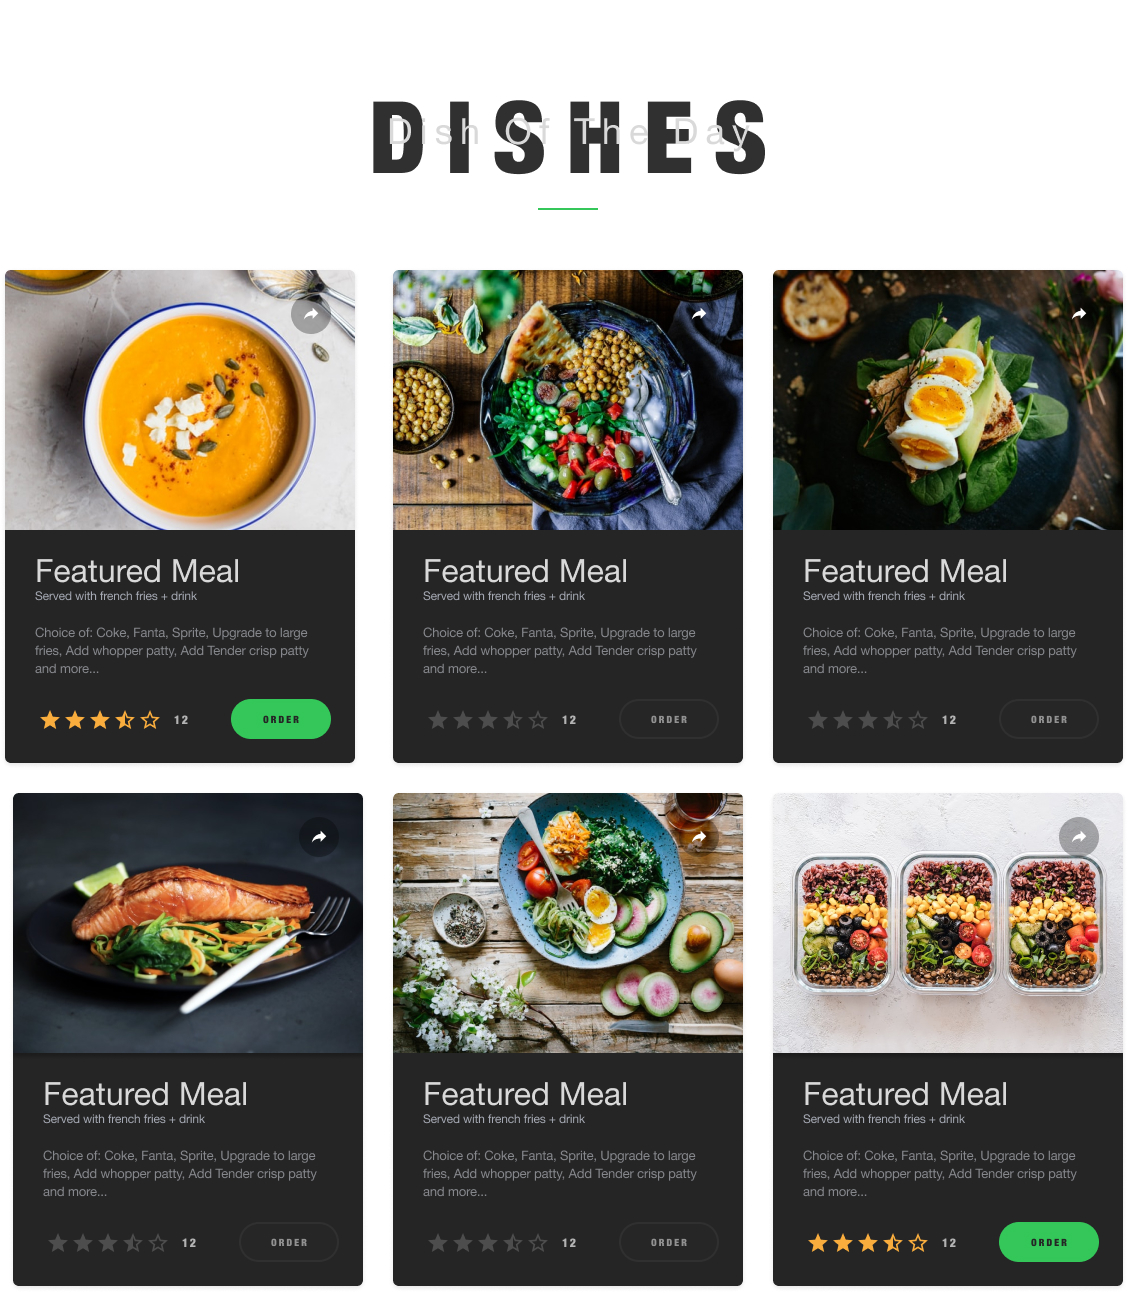 DISHES
Dish Of The Day
Featured Meal
Served with french fries + drink
Choice of: Coke, Fanta, Sprite, Upgrade to large
fries, Add whopper patty, Add Tender crisp patty
and more...
12
ORDER
Featured Meal
Served with french fries + drink
Choice of: Coke, Fanta, Sprite, Upgrade to large
fries, Add whopper patty, Add Tender crisp patty
and more...
12
ORDER
Featured Meal
Served with french fries + drink
Choice of: Coke, Fanta, Sprite, Upgrade to large
fries, Add whopper patty, Add Tender crisp patty
and more...
12
ORDER
Featured Meal
Served with french fries + drink
Choice of: Coke, Fanta, Sprite, Upgrade to large
fries, Add whopper patty, Add Tender crisp patty
and more...
12
ORDER
Featured Meal
Served with french fries + drink
Choice of: Coke, Fanta, Sprite, Upgrade to large
fries, Add whopper patty, Add Tender crisp patty
and more...
12
ORDER
Featured Meal
Served with french fries + drink
Choice of: Coke, Fanta, Sprite, Upgrade to large
fries, Add whopper patty, Add Tender crisp patty
and more...
12
ORDER